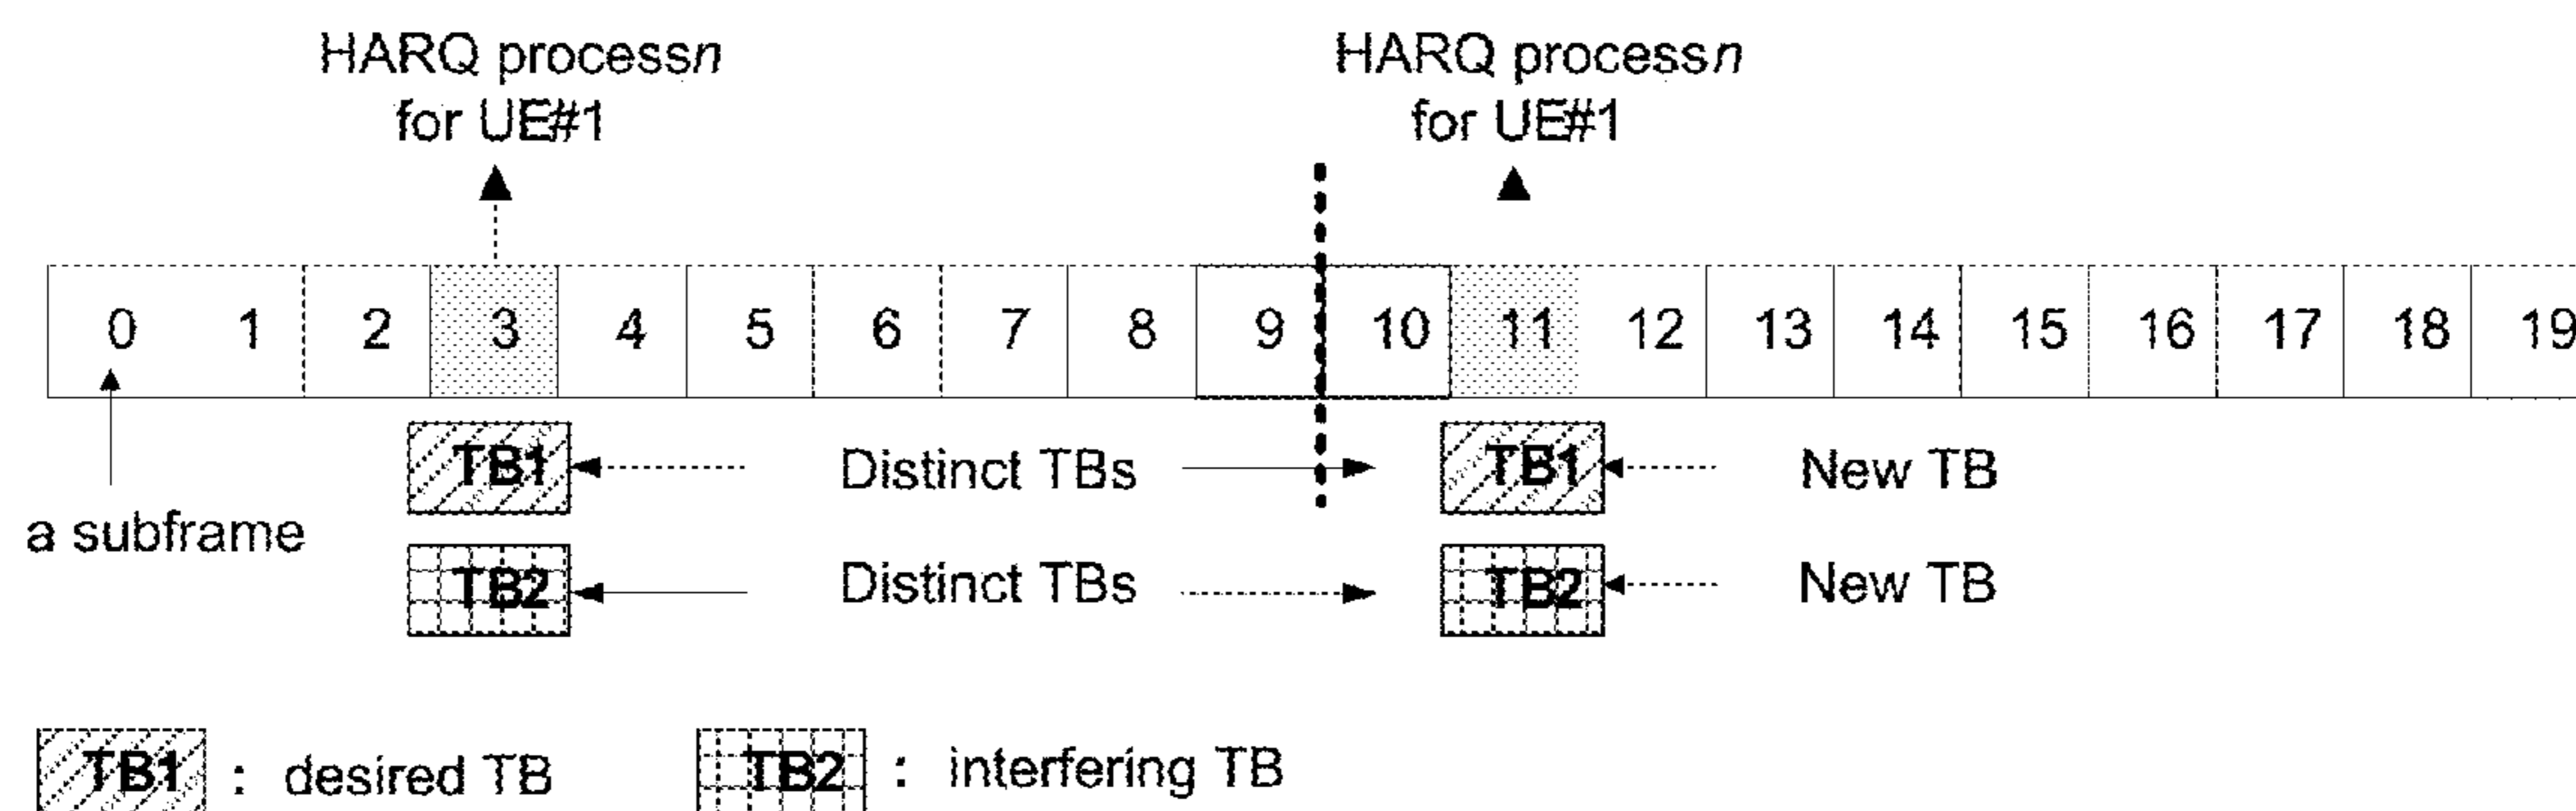 HARQ processn HARQ processn
for UE#1 for UE#1
0 1 2 3 4 5 6 7 8 9 10 11 12 13 14 15 16 17 18 19
TB1 Distinct TBs TB1 New TB
a subframe
TB2 Distinct TBs TB2 New TB
TB1 : desired TB TB2 : interfering TB